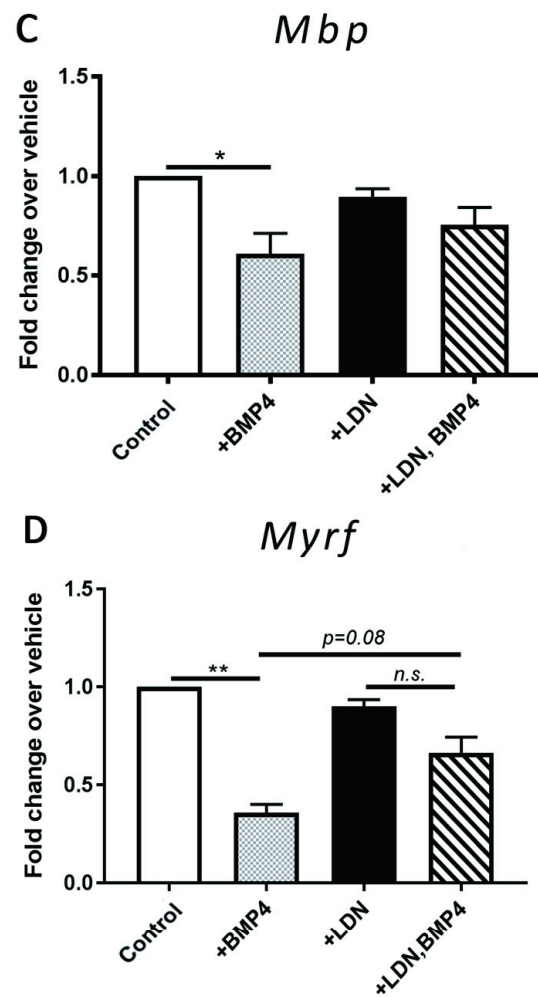 C
Mbp
Fold change over vehicle
1.5
1.0
0.5
0.0
*
Control
+BMP4
+LDN
+LDN, BMP4
D
Myrf
Fold change over vehicle
1.5
1.0
0.5
0.0
**
p=0.08
n.s.
Control
+BMP4
+LDN
+LDN,BMP4